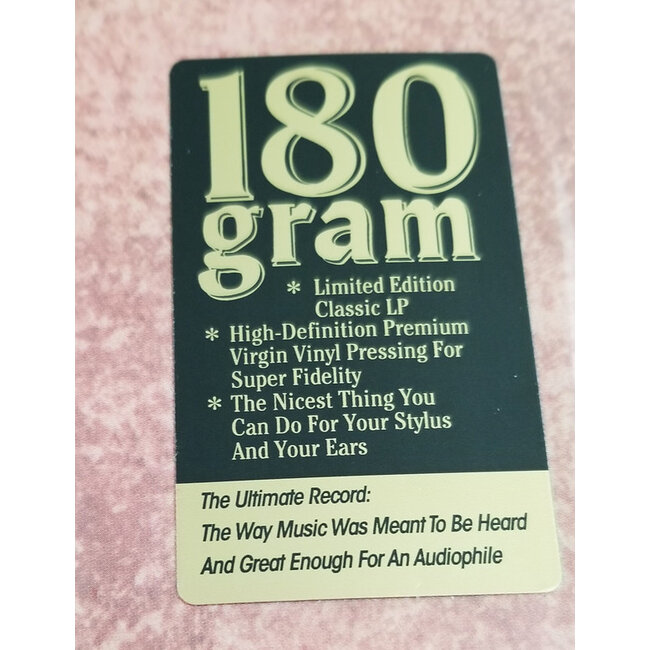 180
gram
* Limited Edition
Classic LP
* High-Definition Premium
Virgin Vinyl Pressing For
Super Fidelity
* The Nicest Thing You
Can Do For Your Stylus
And Your Ears
The Ultimate Record:
The Way Music Was Meant To Be Heard
And Great Enough For An Audiophile